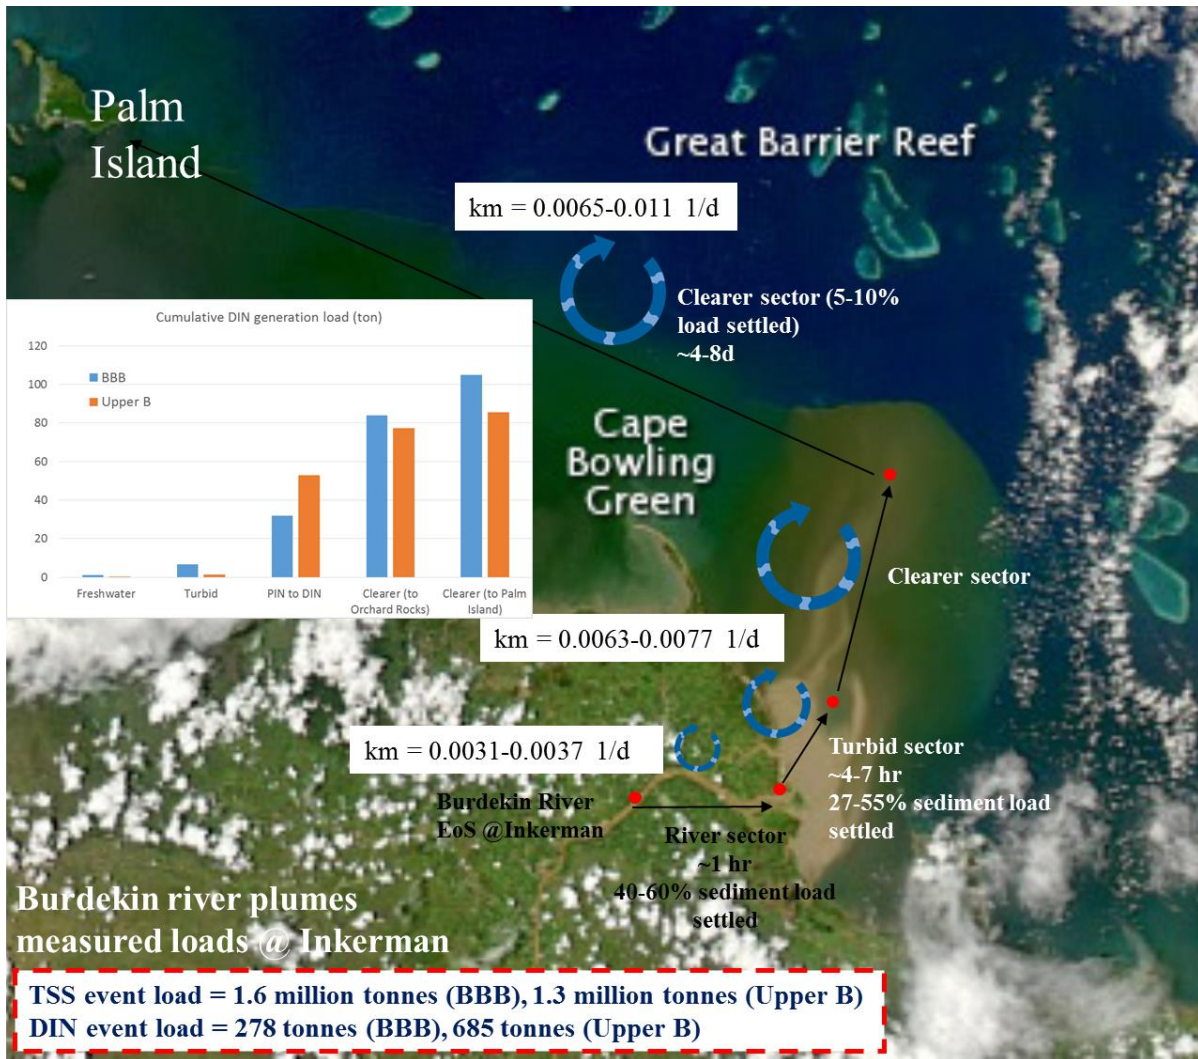 Palm
Island
Great Barrier Reef
km = 0.0065-0.011 1/d
Clearer sector (5-10%
load settled)
~4-8d
Cumulative DIN generation load (ton)
120
100
80
60
40
20
0
BBB
Upper B
Freshwater
Turbid
PIN to DIN
Clearer (to
Orchard Rocks)
Clearer (to Palm
Island)
Cape
Bowling
Green
Clearer sector
km = 0.0063-0.0077 1/d
km = 0.0031-0.0037 1/d
Turbid sector
~4-7 hr
27-55% sediment load
settled
Burdekin River
EoS @Inkerman
River sector
~1 hr
40-60% sediment load
settled
Burdekin river plumes
measured loads @ Inkerman
TSS event load = 1.6 million tonnes (BBB), 1.3 million tonnes (Upper B)
DIN event load = 278 tonnes (BBB), 685 tonnes (Upper B)